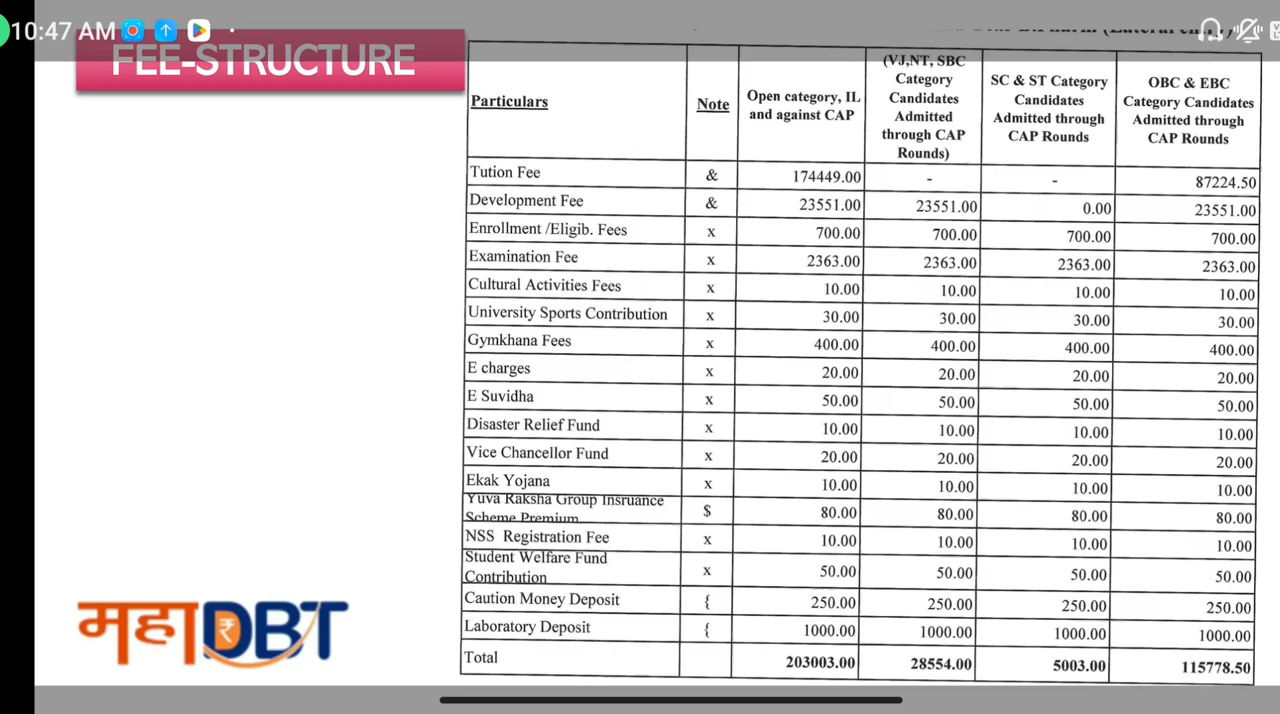 10:47 AM
FEE-STRUCTURE
Particulars Note Open category, IL and against CAP (VJ,NT, SBC Category Candidates Admitted through CAP Rounds) SC & ST Category Candidates Admitted through CAP Rounds OBC & EBC Category Candidates Admitted through CAP Rounds
Tution Fee & 174449.00 - - 87224.50
Development Fee & 23551.00 23551.00 0.00 23551.00
Enrollment /Eligib. Fees x 700.00 700.00 700.00 700.00
Examination Fee x 2363.00 2363.00 2363.00 2363.00
Cultural Activities Fees x 10.00 10.00 10.00 10.00
University Sports Contribution x 30.00 30.00 30.00 30.00
Gymkhana Fees x 400.00 400.00 400.00 400.00
E charges x 20.00 20.00 20.00 20.00
E Suvidha x 50.00 50.00 50.00 50.00
Disaster Relief Fund x 10.00 10.00 10.00 10.00
Vice Chancellor Fund x 20.00 20.00 20.00 20.00
Ekak Yojana x 10.00 10.00 10.00 10.00
Yuva Raksha Group Insruance Scheme Premium $ 80.00 80.00 80.00 80.00
NSS Registration Fee x 10.00 10.00 10.00 10.00
Student Welfare Fund Contribution x 50.00 50.00 50.00 50.00
Caution Money Deposit { 250.00 250.00 250.00 250.00
Laboratory Deposit { 1000.00 1000.00 1000.00 1000.00
Total 203003.00 28554.00 5003.00 115778.50
महाDBT